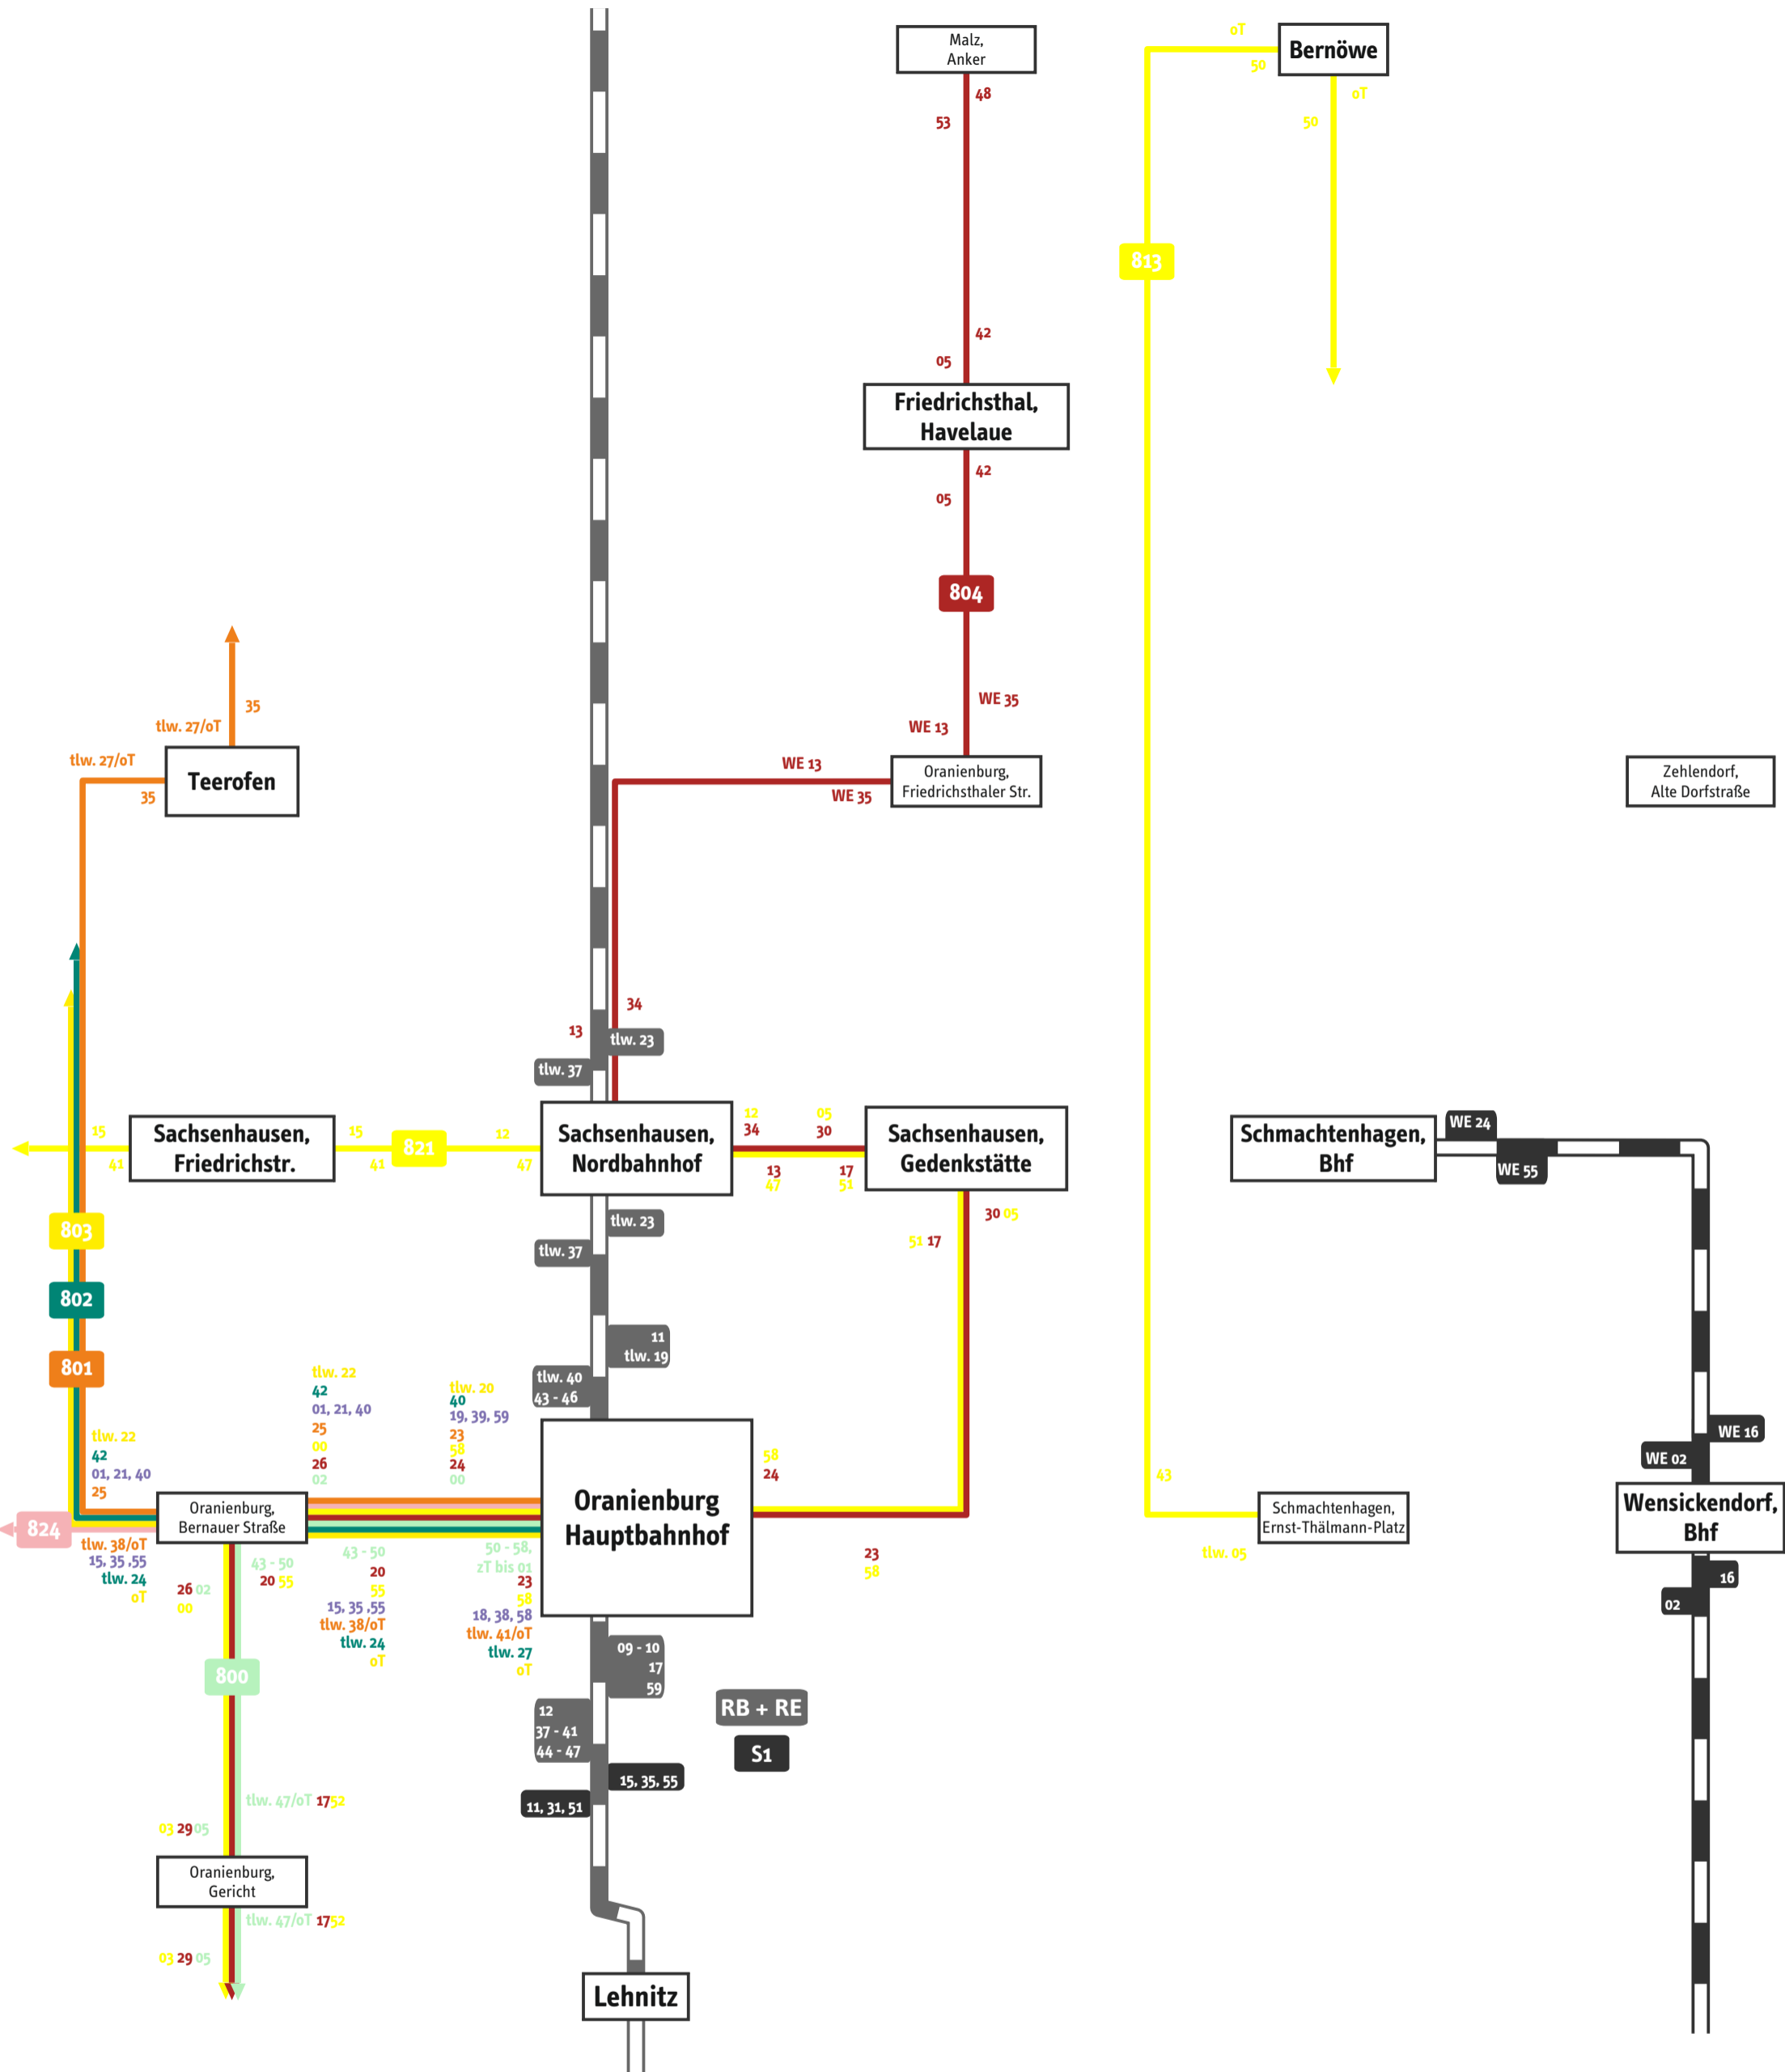 Malz,
Anker
oT
Bernöwe
50
48
oT
53
50
813
42
05
Friedrichsthal,
Havelaue
42
05
804
WE 35
35
tlw. 27/oT
WE 13
tlw. 27/oT
WE 13
Teerofen
35
WE 35
Oranienburg,
Friedrichsthaler Str.
Zehlendorf,
Alte Dorfstraße
34
13
tlw. 23
tlw. 37
15
Sachsenhausen,
Friedrichstr.
41
15
821
12
41
47
Sachsenhausen,
Nordbahnhof
12
05
34
30
13
17
47
51
Sachsenhausen,
Gedenkstätte
Schmachtenhagen,
Bhf
WE 24
WE 55
803
tlw. 23
tlw. 37
30 05
51 17
802
11
tlw. 19
801
tlw. 40
43 - 46
tlw. 22
42
01, 21, 40
25
00
26
02
tlw. 20
40
19, 39, 59
23
58
24
00
tlw. 22
42
01, 21, 40
25
58
24
43
WE 16
WE 02
824
Oranienburg,
Bernauer Straße
Oranienburg
Hauptbahnhof
Schmachtenhagen,
Ernst-Thälmann-Platz
Wensickendorf,
Bhf
tlw. 38/oT
15, 35 ,55
tlw. 24
oT
26 02
00
43 - 50
20 55
43 - 50
20
55
15, 35 ,55
tlw. 38/oT
tlw. 24
oT
50 - 58,
zT bis 01
23
58
18, 38, 58
tlw. 41/oT
tlw. 27
oT
23
58
tlw. 05
16
02
800
09 - 10
17
59
12
37 - 41
44 - 47
RB + RE
S1
15, 35, 55
11, 31, 51
tlw. 47/oT 1752
03 29 05
Oranienburg,
Gericht
tlw. 47/oT 1752
03 29 05
Lehnitz